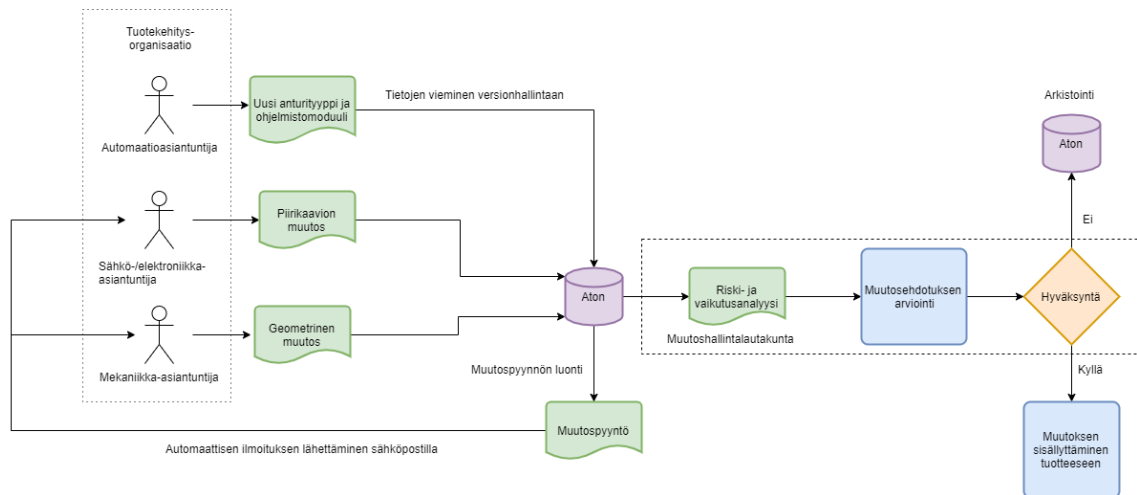 Tuotekehitys-
organisaatio
Automaatioasiantuntija
Uusi anturityyppi ja
ohjelmistomoduuli
Tietojen vieminen versionhallintaan
Sähkö-/elektroniikka-
asiantuntija
Piirikaavion
muutos
Mekaniikka-asiantuntija
Geometrinen
muutos
Aton
Muutospyynnön luonti
Muutospyyntö
Automaattisen ilmoituksen lähettäminen sähköpostilla
Riski- ja
vaikutusanalyysi
Muutoshallintalautakunta
Muutosehdotuksen
arviointi
Hyväksyntä
Ei
Arkistointi
Aton
Kyllä
Muutoksen
sisällyttäminen
tuotteeseen